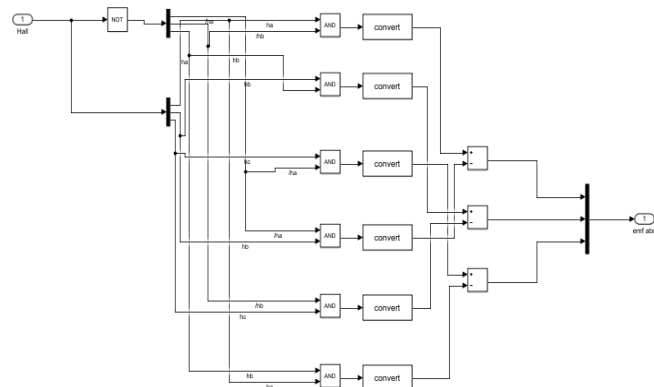 1
Hall
NOT
ha
/hb
hb
AND
convert
hb
AND
convert
hc
/ha
AND
convert
/ha
hb
AND
convert
/hb
hc
AND
convert
hb
AND
convert
ha
+
−
+
−
+
−
1
emf abc